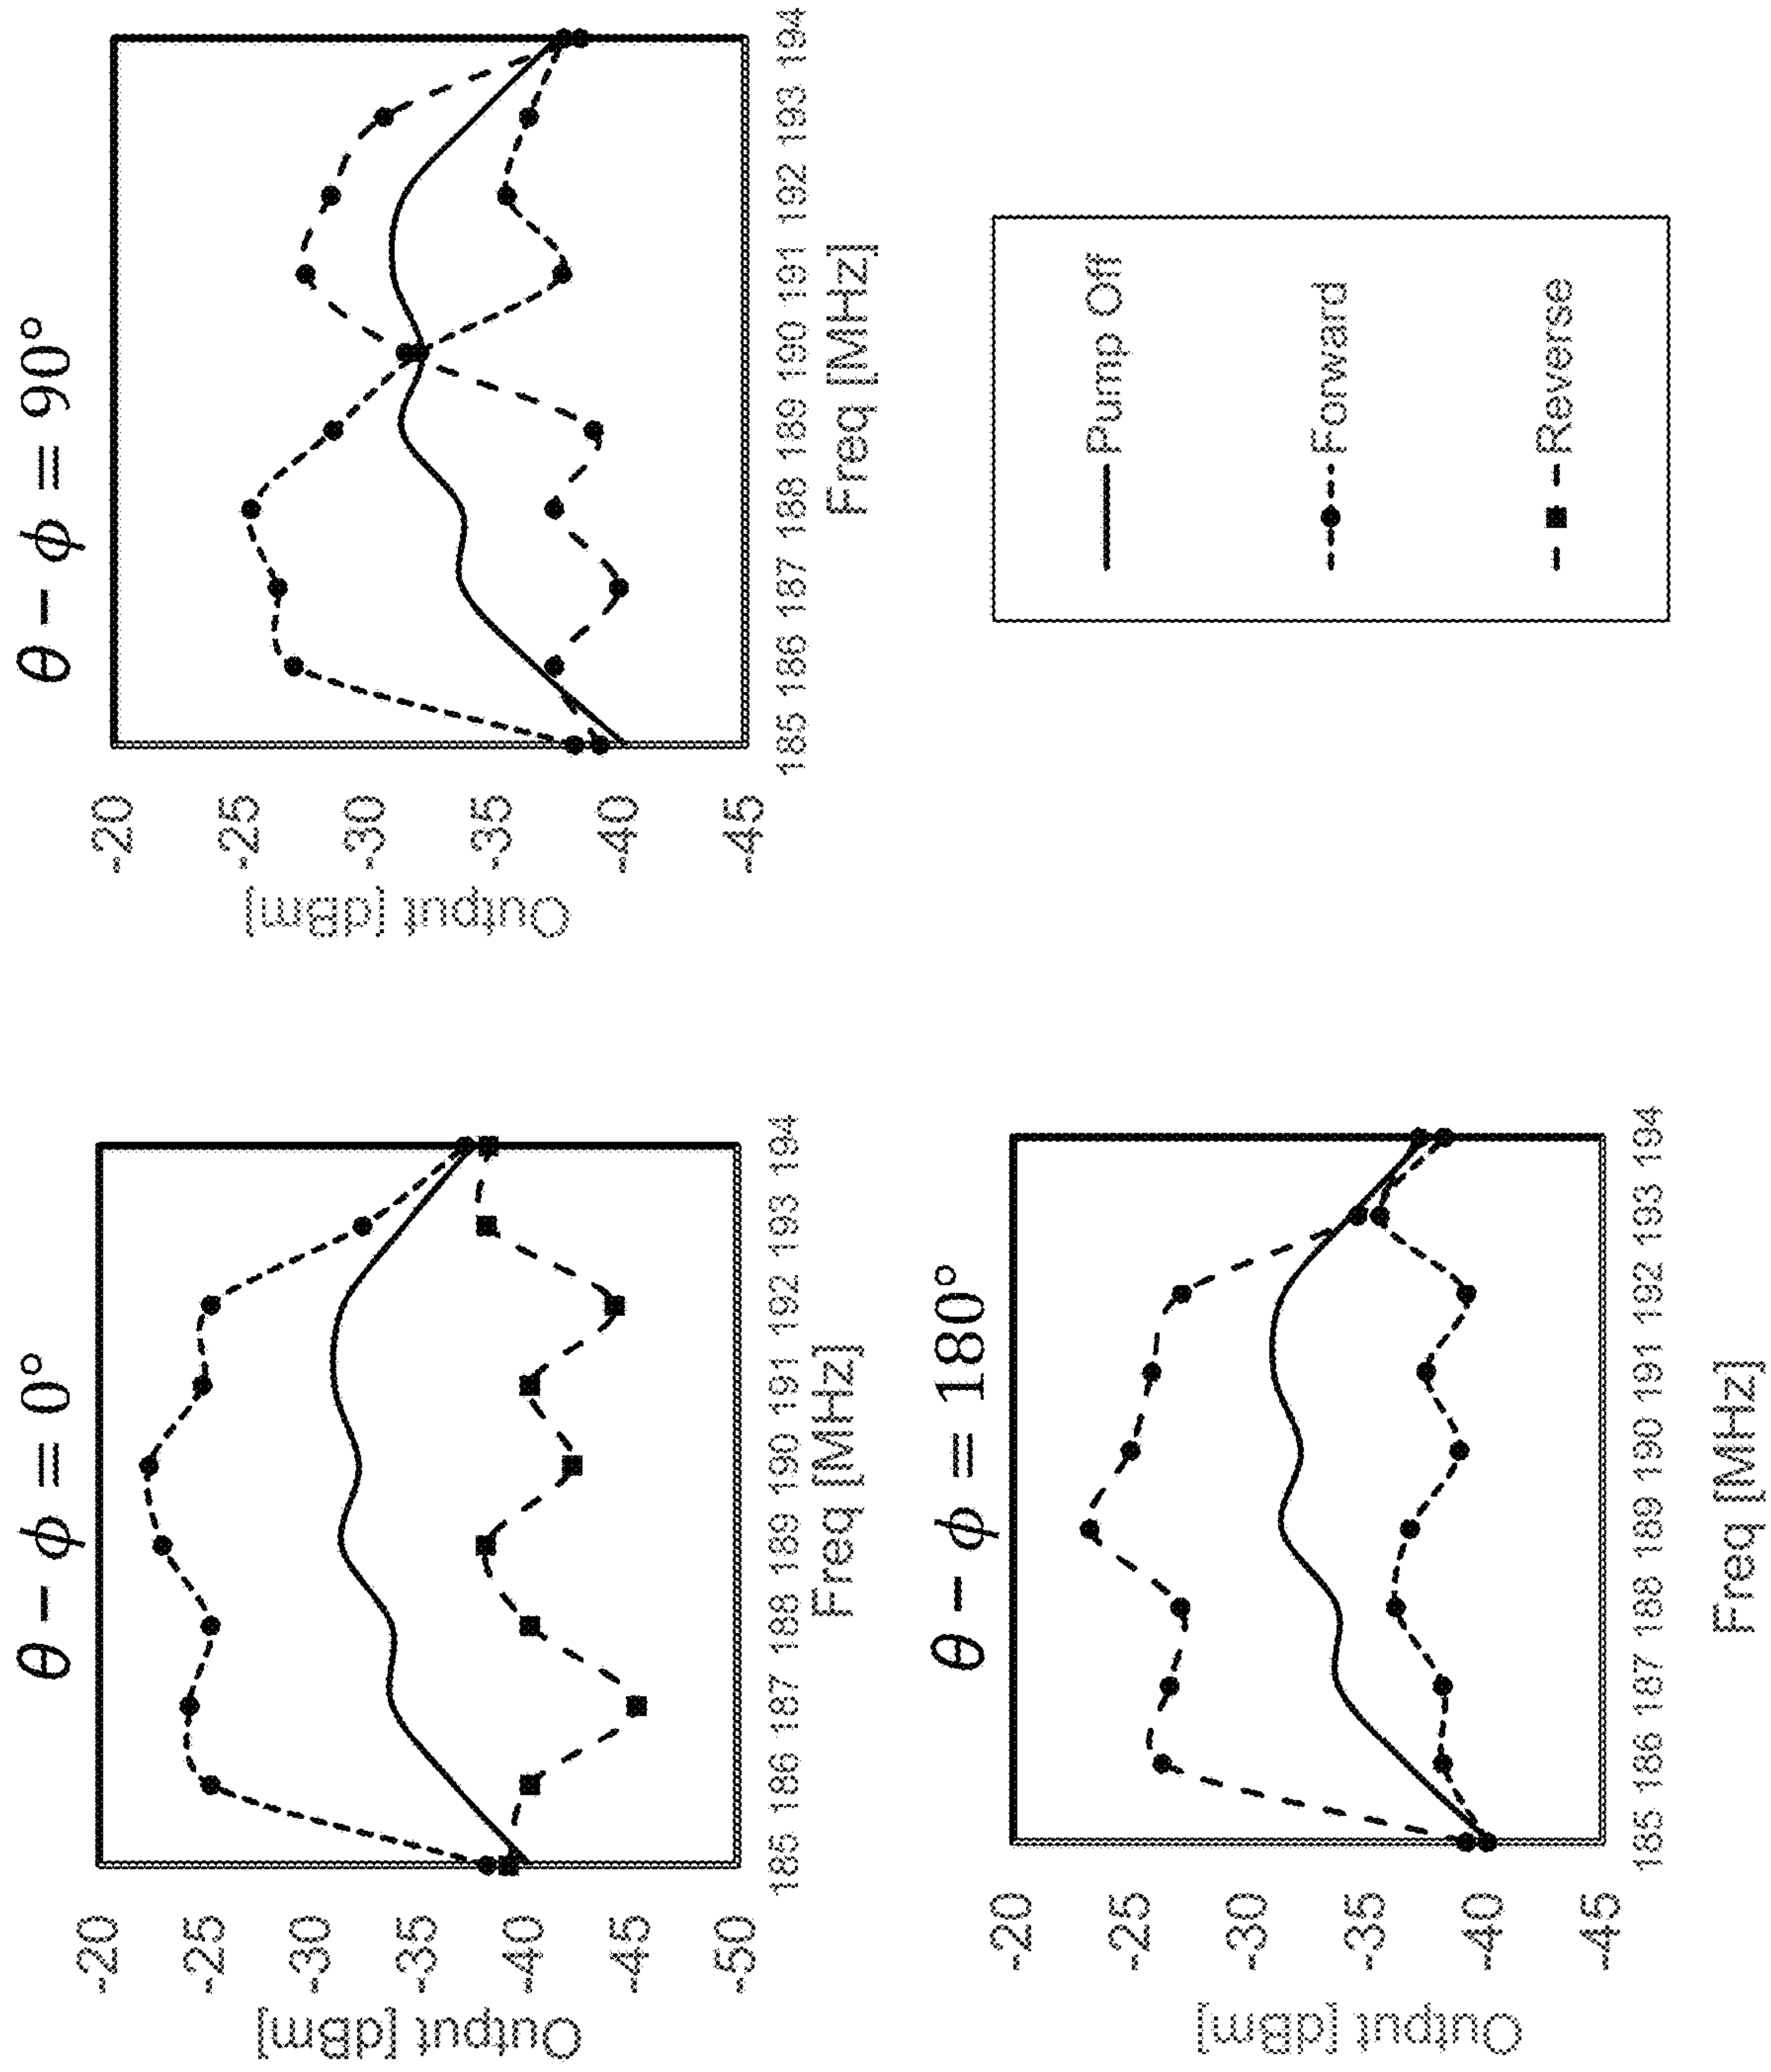 θ − ϕ = 0°
Output [dBm]
-20
-25
-30
-35
-40
-45
-50
185 186 187 188 189 190 191 192 193 194
Freq [MHz]
θ − ϕ = 90°
Output [dBm]
-20
-25
-30
-35
-40
-45
185 186 187 188 189 190 191 192 193 194
Freq [MHz]
θ − ϕ = 180°
Output [dBm]
-20
-25
-30
-35
-40
-45
185 186 187 188 189 190 191 192 193 194
Freq [MHz]
Pump Off
Forward
Reverse